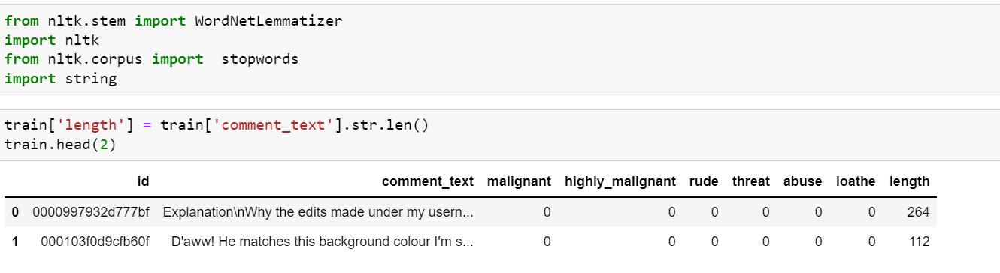 from nltk.stem import WordNetLemmatizer
import nltk
from nltk.corpus import  stopwords
import string
train['length'] = train['comment_text'].str.len()
train.head(2)
id comment_text malignant highly_malignant rude threat abuse loathe length
0 0000997932d777bf Explanation\nWhy the edits made under my usern... 0 0 0 0 0 0 264
1 000103f0d9cfb60f D'aww! He matches this background colour I'm s... 0 0 0 0 0 0 112